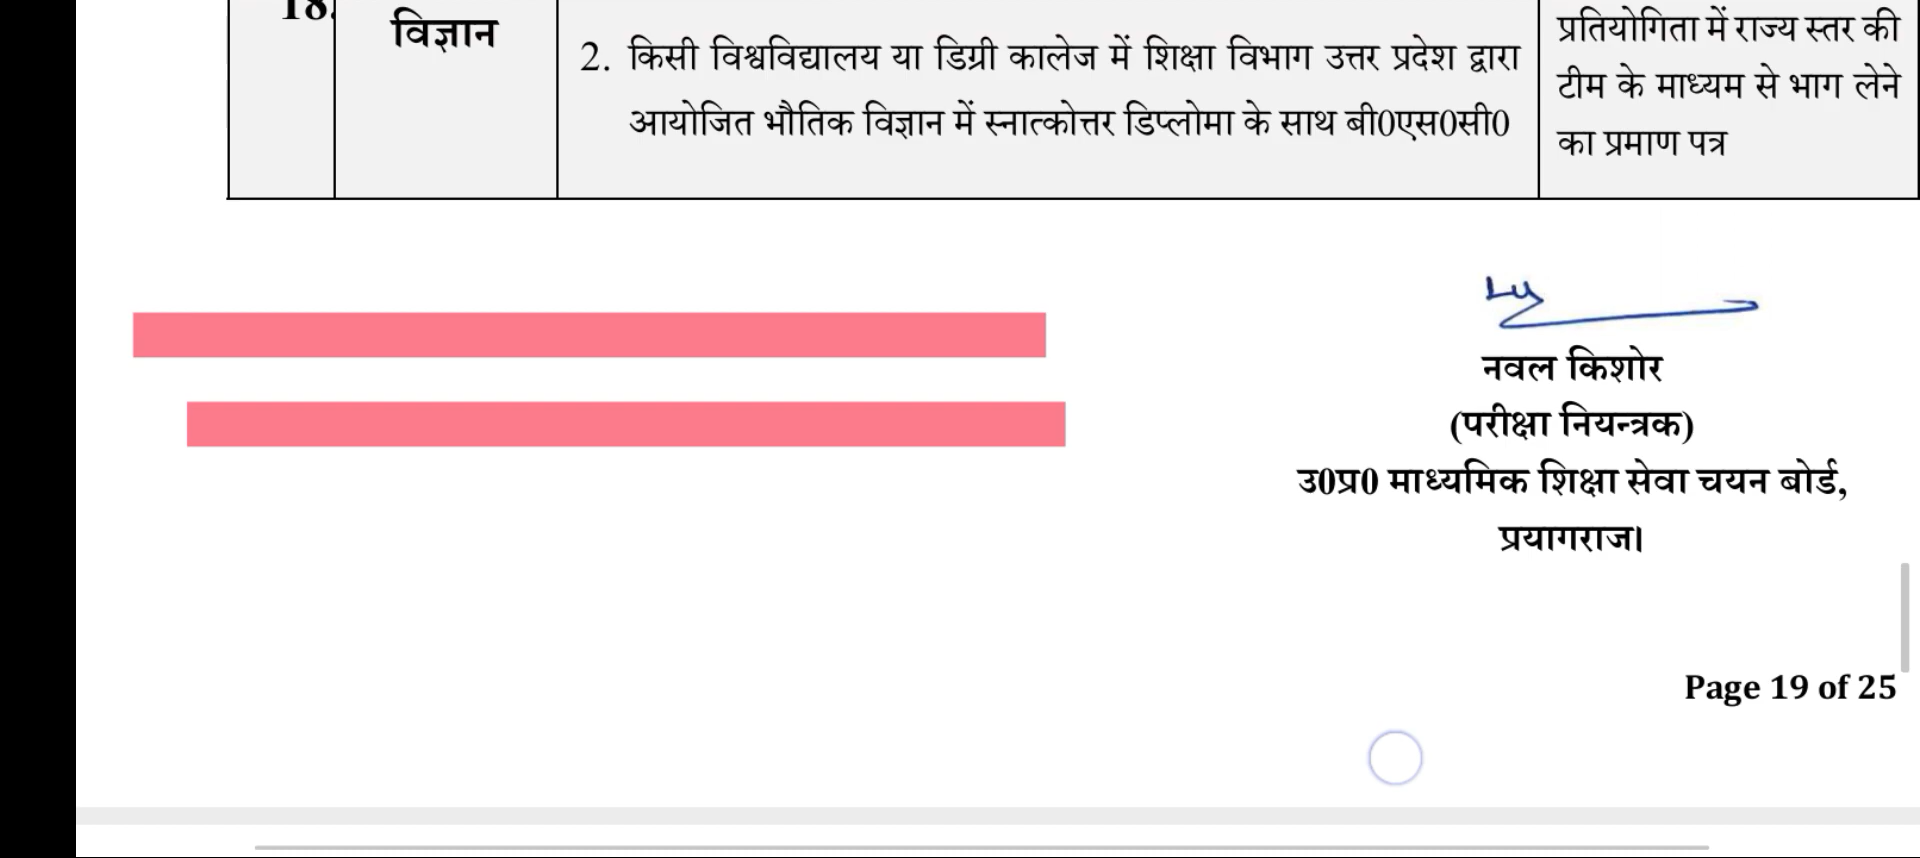 18.
विज्ञान
2. किसी विश्वविद्यालय या डिग्री कालेज में शिक्षा विभाग उत्तर प्रदेश द्वारा
आयोजित भौतिक विज्ञान में स्नात्कोत्तर डिप्लोमा के साथ बी0एस0सी0
प्रतियोगिता में राज्य स्तर की
टीम के माध्यम से भाग लेने
का प्रमाण पत्र
नवल किशोर
(परीक्षा नियन्त्रक)
उ0प्र0 माध्यमिक शिक्षा सेवा चयन बोर्ड,
प्रयागराज।
Page 19 of 25